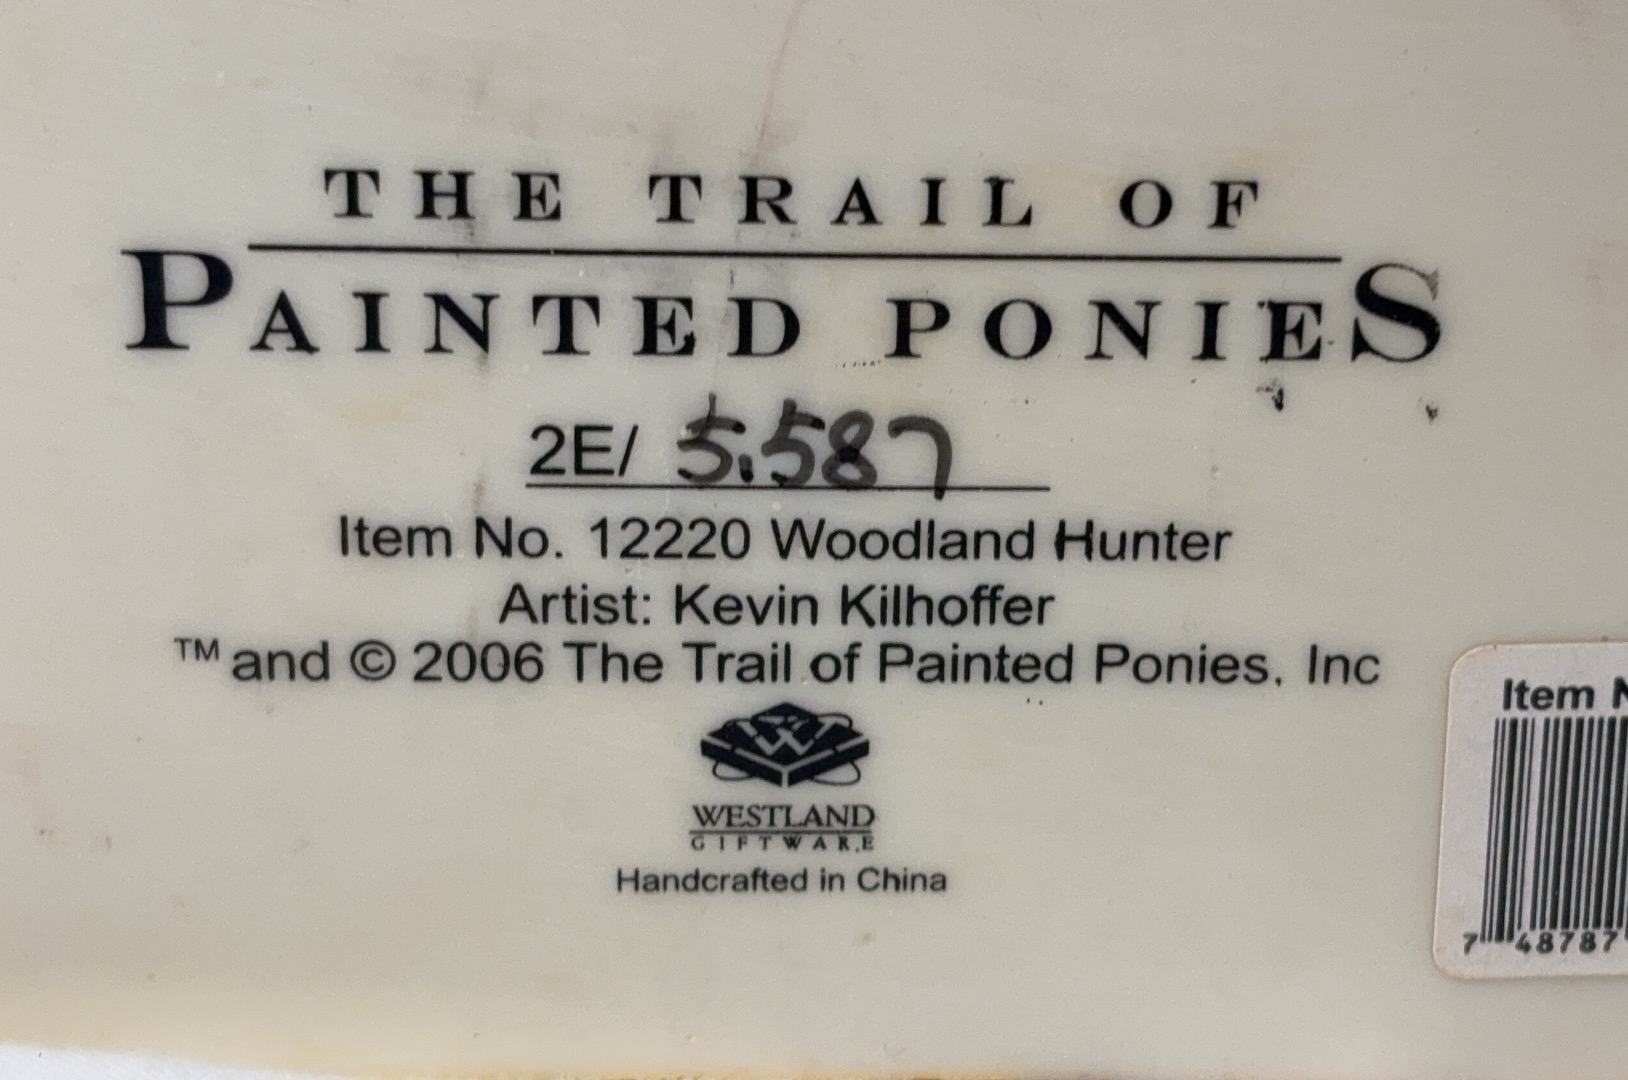 THE TRAIL OF
PAINTED PONIES
2E/ 5,587
Item No. 12220 Woodland Hunter
Artist: Kevin Kilhoffer
™ and © 2006 The Trail of Painted Ponies, Inc
WESTLAND
GIFTWARE
Handcrafted in China
Item N
7 48787